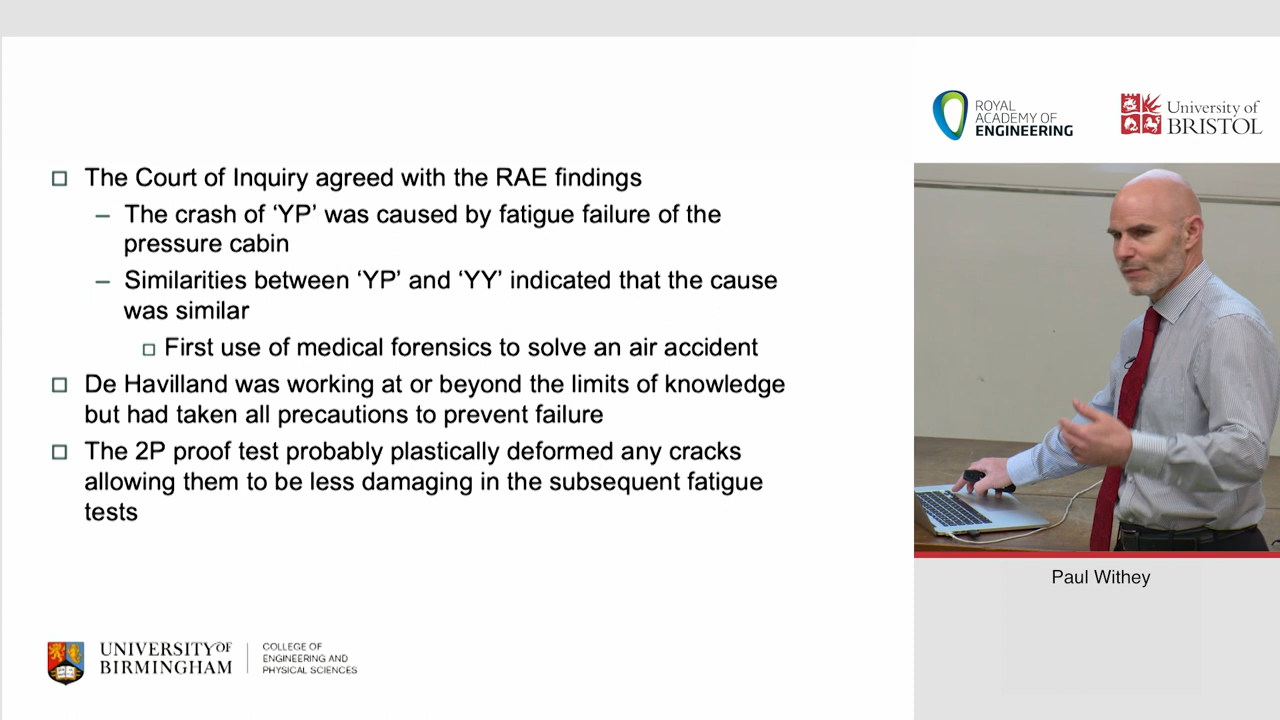 ROYAL
ACADEMY OF
ENGINEERING
University of
BRISTOL
The Court of Inquiry agreed with the RAE findings
– The crash of ‘YP’ was caused by fatigue failure of the
pressure cabin
– Similarities between ‘YP’ and ‘YY’ indicated that the cause
was similar
First use of medical forensics to solve an air accident
De Havilland was working at or beyond the limits of knowledge
but had taken all precautions to prevent failure
The 2P proof test probably plastically deformed any cracks
allowing them to be less damaging in the subsequent fatigue
tests
Paul Withey
UNIVERSITY OF
BIRMINGHAM
COLLEGE OF
ENGINEERING AND
PHYSICAL SCIENCES